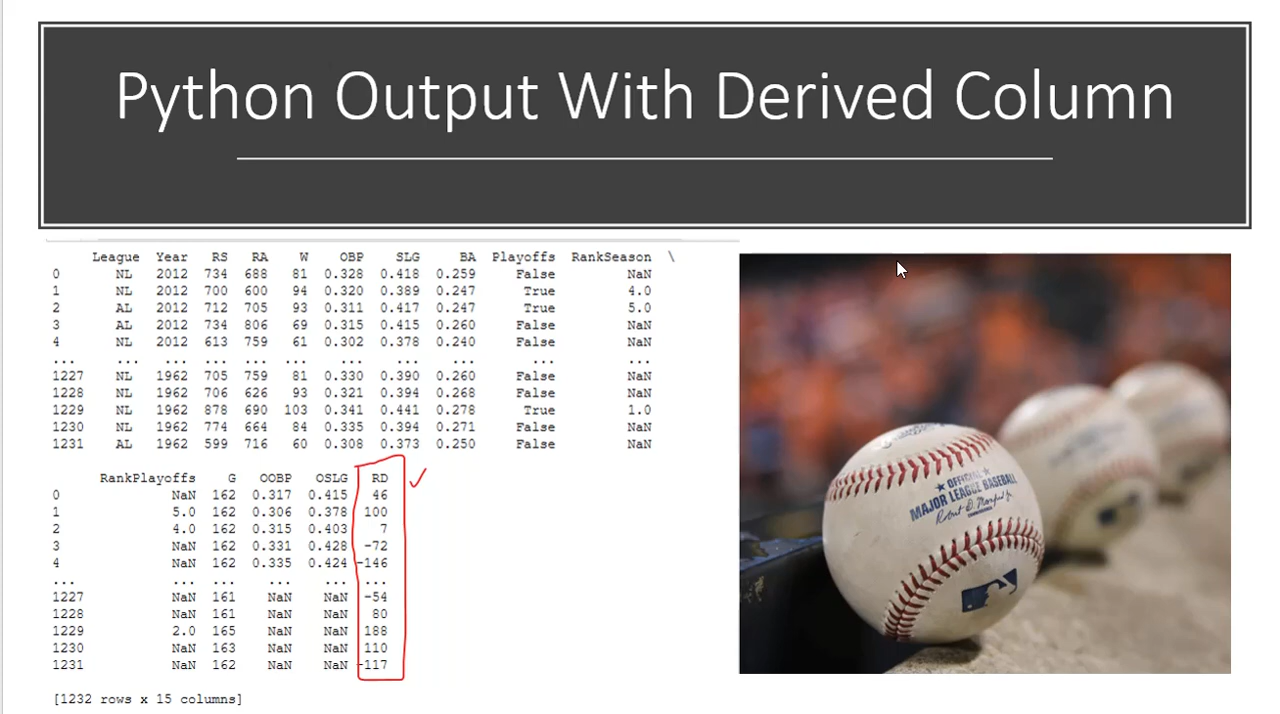 Python Output With Derived Column
League Year RS RA W OBP SLG BA Playoffs RankSeason \
0 NL 2012 734 688 81 0.328 0.418 0.259 False NaN
1 NL 2012 700 600 94 0.320 0.389 0.247 True 4.0
2 AL 2012 712 705 93 0.311 0.417 0.247 True 5.0
3 AL 2012 734 806 69 0.315 0.415 0.260 False NaN
4 NL 2012 613 759 61 0.302 0.378 0.240 False NaN
... ... ... ... ... ... ... ... ... ... ...
1227 NL 1962 705 759 81 0.330 0.390 0.260 False NaN
1228 NL 1962 706 626 93 0.321 0.394 0.268 False NaN
1229 NL 1962 878 690 103 0.341 0.441 0.278 True 1.0
1230 NL 1962 774 664 84 0.335 0.394 0.271 False NaN
1231 AL 1962 599 716 60 0.308 0.373 0.250 False NaN
RankPlayoffs G OOBP OSLG RD
0 NaN 162 0.317 0.415 46
1 5.0 162 0.306 0.378 100
2 4.0 162 0.315 0.403 7
3 NaN 162 0.331 0.428 -72
4 NaN 162 0.335 0.424 -146
... ... ... ... ... ...
1227 NaN 161 NaN NaN -54
1228 NaN 161 NaN NaN 80
1229 2.0 165 NaN NaN 188
1230 NaN 163 NaN NaN 110
1231 NaN 162 NaN NaN -117
[1232 rows x 15 columns]
OFFICIAL
MAJOR LEAGUE BASEBALL